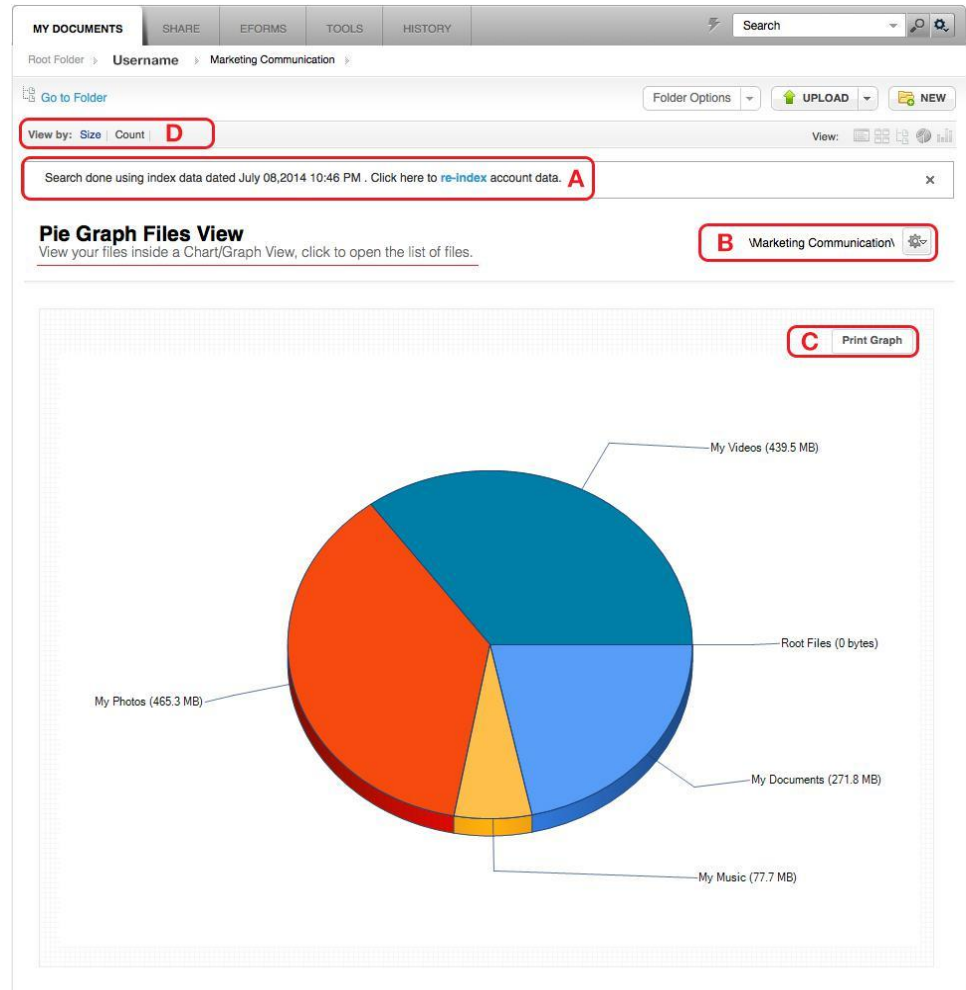 MY DOCUMENTS SHARE EFORMS TOOLS HISTORY Search
Root Folder Username Marketing Communication
Go to Folder Folder Options UPLOAD NEW
View by: Size | Count | D View:
Search done using index data dated July 08,2014 10:46 PM . Click here to re-index account data. A ×
Pie Graph Files View
View your files inside a Chart/Graph View, click to open the list of files.
B \Marketing Communication\
C Print Graph
My Videos (439.5 MB)
Root Files (0 bytes)
My Photos (465.3 MB)
My Documents (271.8 MB)
My Music (77.7 MB)